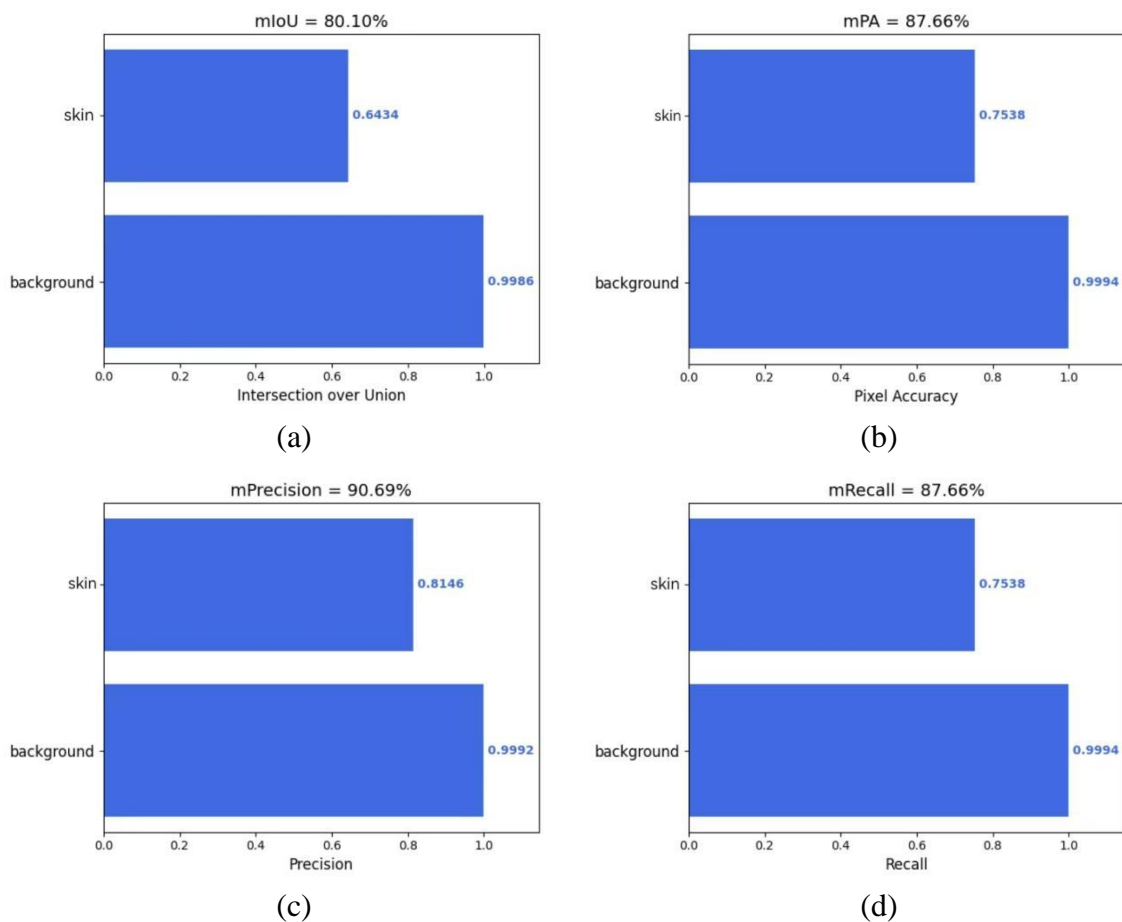 mIoU = 80.10%
skin
0.6434
background
0.9986
0.0 0.2 0.4 0.6 0.8 1.0
Intersection over Union
(a)
mPA = 87.66%
skin
0.7538
background
0.9994
0.0 0.2 0.4 0.6 0.8 1.0
Pixel Accuracy
(b)
mPrecision = 90.69%
skin
0.8146
background
0.9992
0.0 0.2 0.4 0.6 0.8 1.0
Precision
(c)
mRecall = 87.66%
skin
0.7538
background
0.9994
0.0 0.2 0.4 0.6 0.8 1.0
Recall
(d)